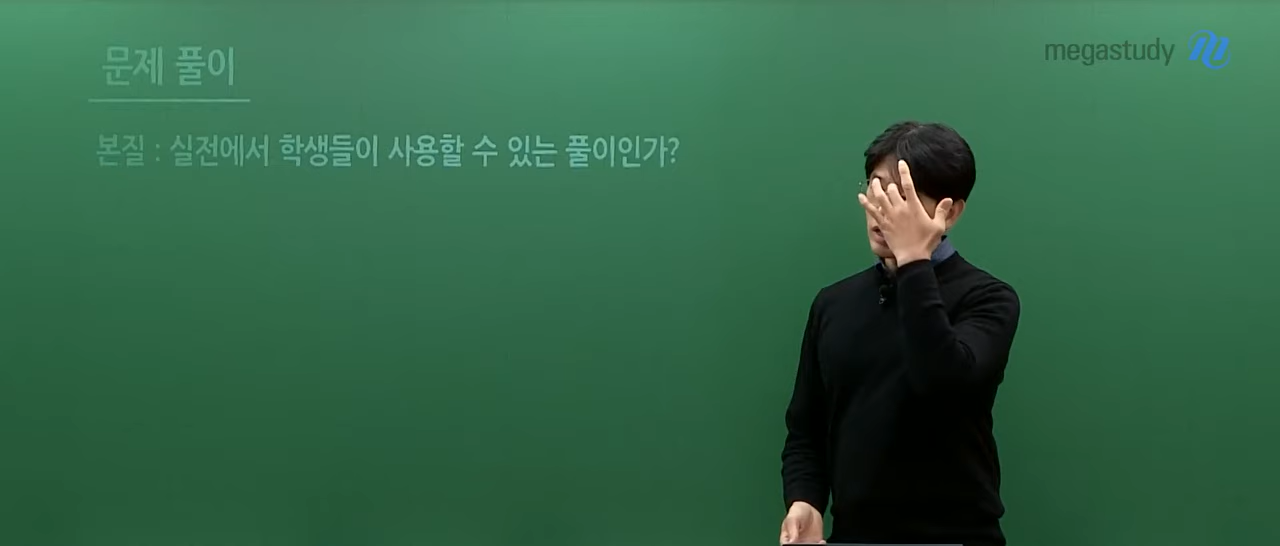 문제 풀이
megastudy
본질 : 실전에서 학생들이 사용할 수 있는 풀이인가?